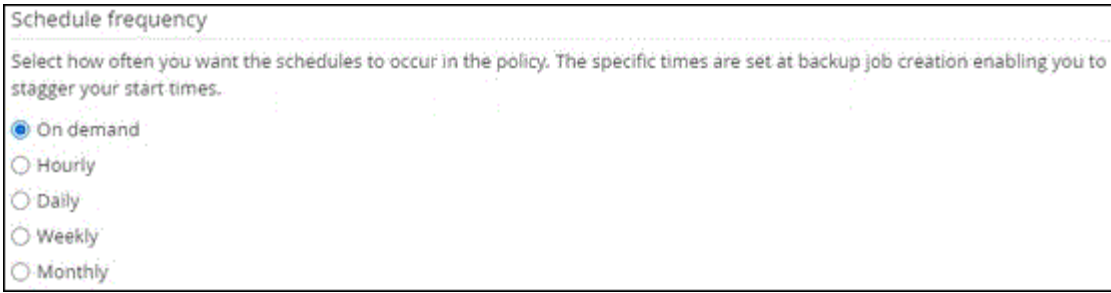 Schedule frequency
Select how often you want the schedules to occur in the policy. The specific times are set at backup job creation enabling you to
stagger your start times.
On demand
Hourly
Daily
Weekly
Monthly